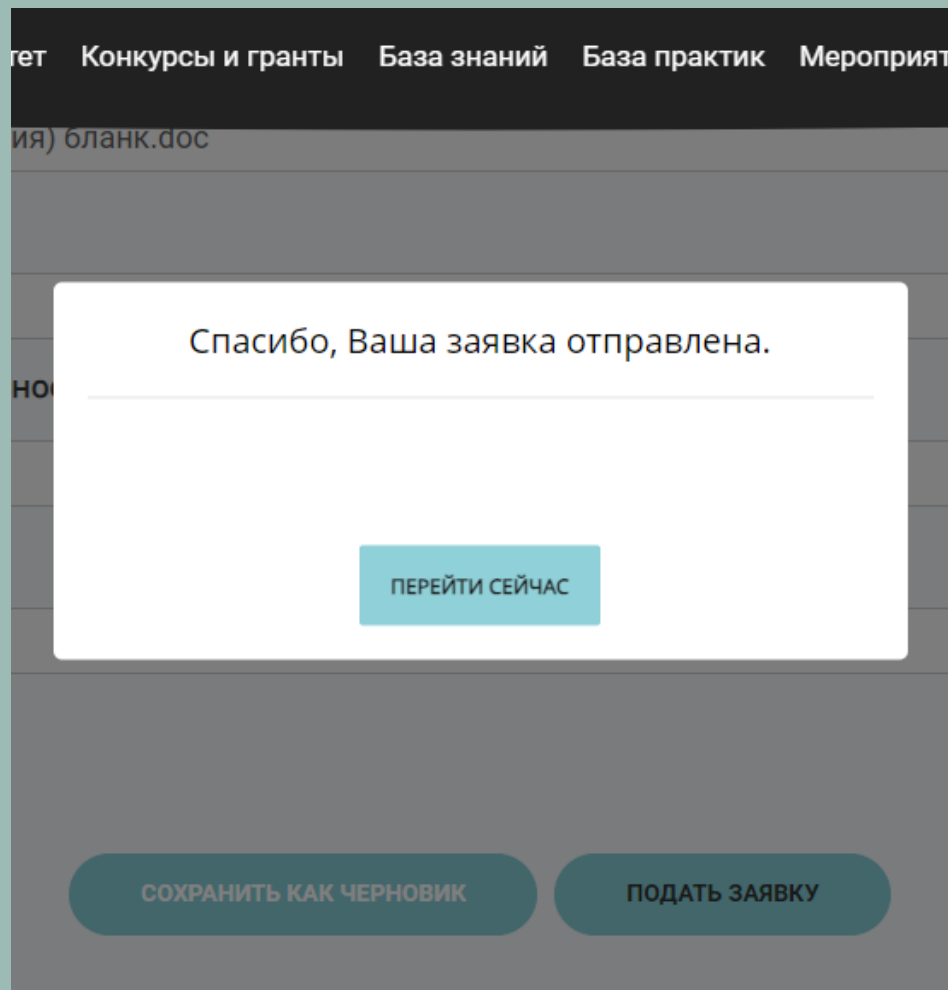 тет Конкурсы и гранты База знаний База практик Мероприят
ия) бланк.doc
Спасибо, Ваша заявка отправлена.
но
ПЕРЕЙТИ СЕЙЧАС
СОХРАНИТЬ КАК ЧЕРНОВИК ПОДАТЬ ЗАЯВКУ